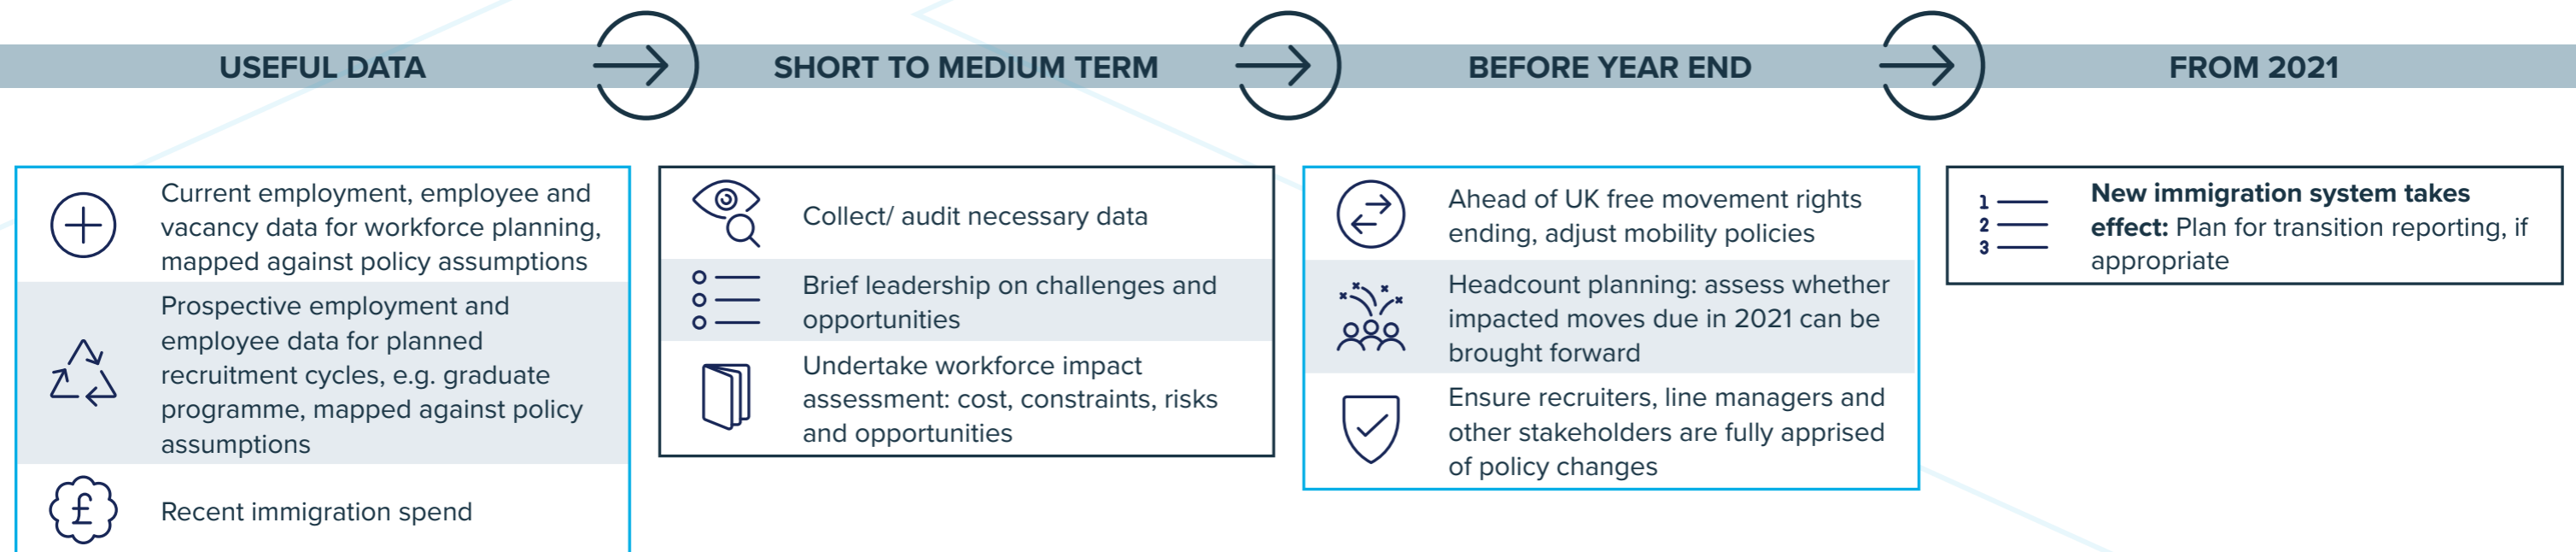 USEFUL DATA
SHORT TO MEDIUM TERM
BEFORE YEAR END
FROM 2021
Current employment, employee and
vacancy data for workforce planning,
mapped against policy assumptions
Prospective employment and
employee data for planned
recruitment cycles, e.g. graduate
programme, mapped against policy
assumptions
£
Recent immigration spend
Collect/ audit necessary data
Brief leadership on challenges and
opportunities
Undertake workforce impact
assessment: cost, constraints, risks
and opportunities
Ahead of UK free movement rights
ending, adjust mobility policies
Headcount planning: assess whether
impacted moves due in 2021 can be
brought forward
Ensure recruiters, line managers and
other stakeholders are fully apprised
of policy changes
1
2
3
New immigration system takes
effect: Plan for transition reporting, if
appropriate